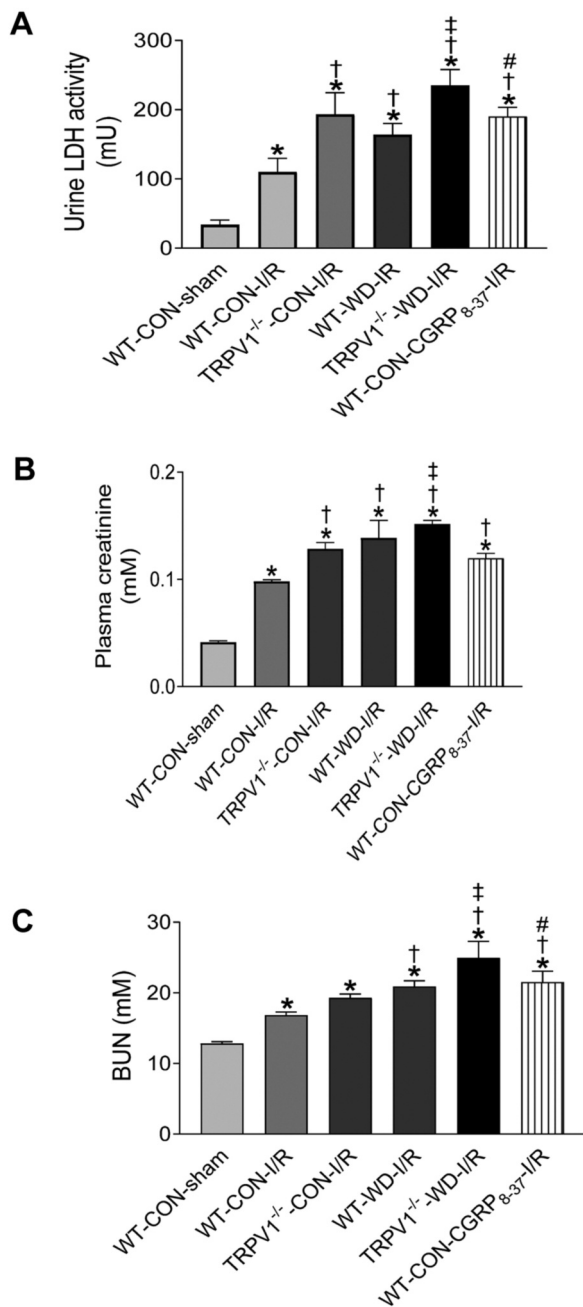 A
Urine LDH activity
(mU)
300
200
100
0
*
†
*
†
*
‡
†
*
#
†
*
WT-CON-sham
WT-CON-I/R
TRPV1-/--CON-I/R
WT-WD-IR
TRPV1-/--WD-I/R
WT-CON-CGRP8-37-I/R
B
Plasma creatinine
(mM)
0.2
0.1
0.0
*
†
*
†
*
‡
†
*
†
*
WT-CON-sham
WT-CON-I/R
TRPV1-/--CON-I/R
WT-WD-I/R
TRPV1-/--WD-I/R
WT-CON-CGRP8-37-I/R
C
BUN (mM)
30
20
10
0
*
*
†
*
‡
†
*
#
†
*
WT-CON-sham
WT-CON-I/R
TRPV1-/--CON-I/R
WT-WD-I/R
TRPV1-/--WD-I/R
WT-CON-CGRP8-37-I/R